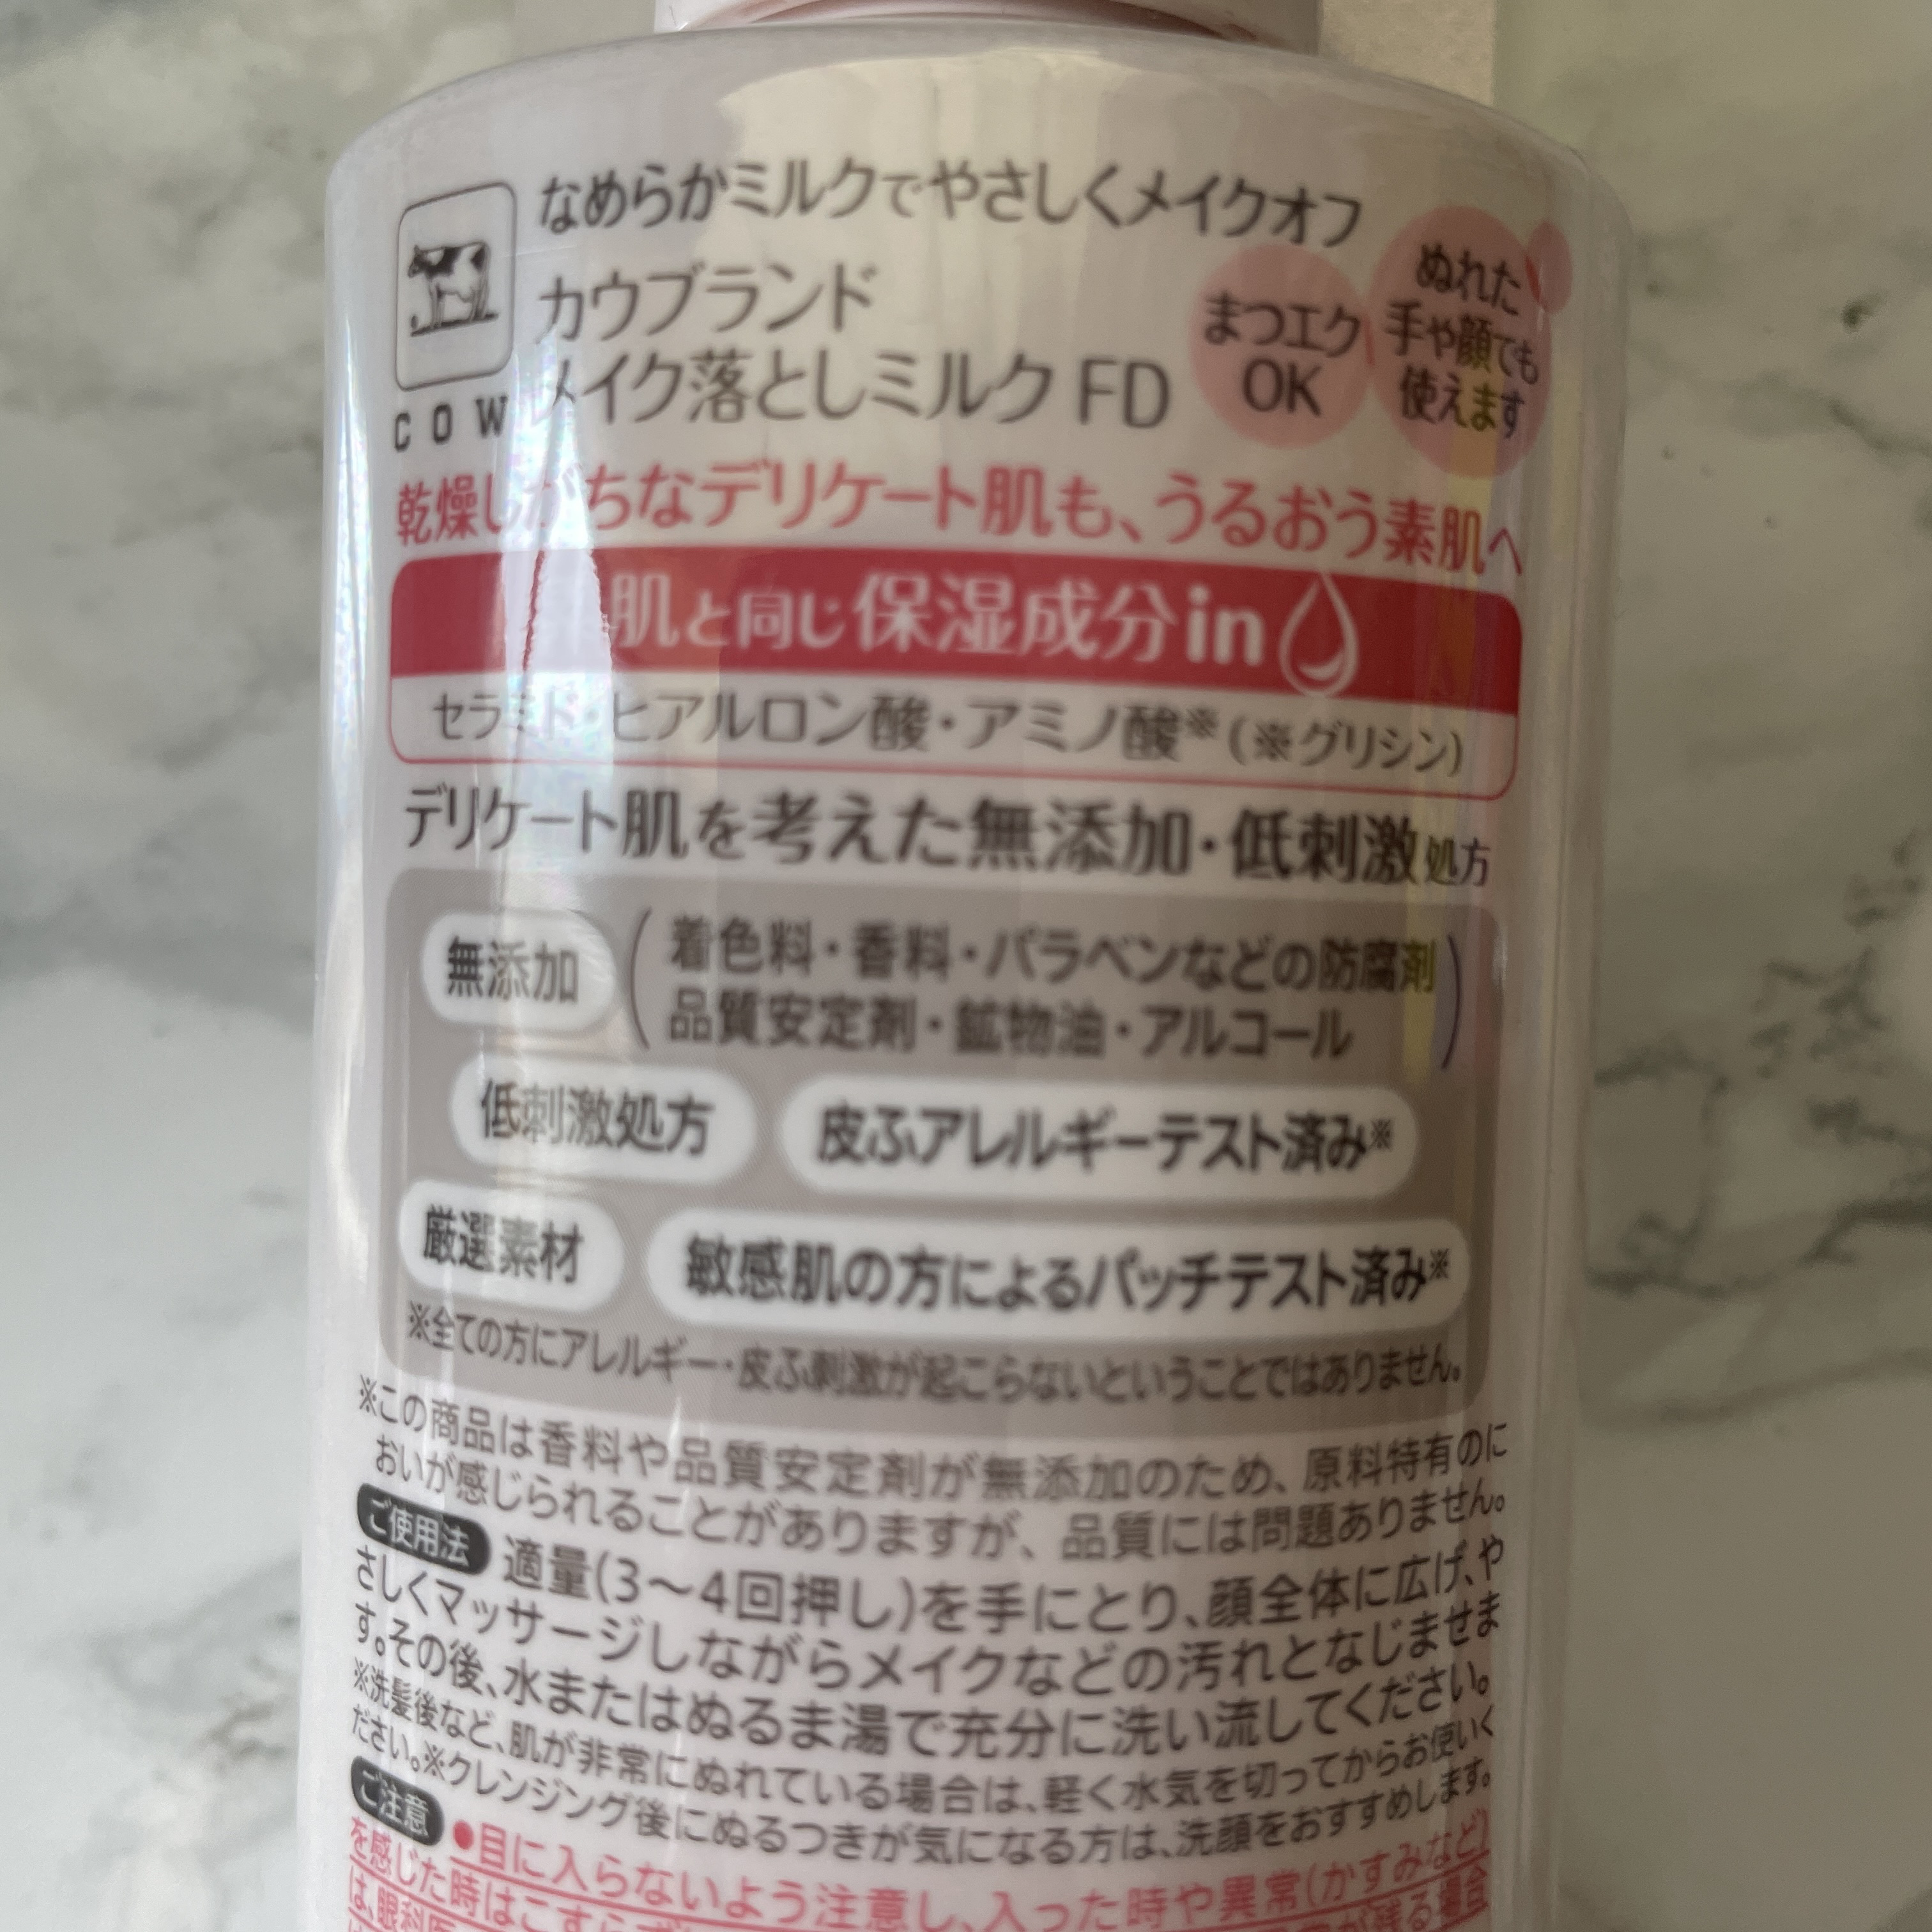 なめらかミルクでやさしくメイクオフ
COW
カウブランド
メイク落としミルク FD
まつエク
OK
ぬれた
手や顔でも
使えます
乾燥しがちなデリケート肌も、うるおう素肌へ
肌と同じ保湿成分in
セラミド・ヒアルロン酸・アミノ酸※(※グリシン)
デリケート肌を考えた無添加・低刺激処方
無添加
着色料・香料・パラベンなどの防腐剤
品質安定剤・鉱物油・アルコール
低刺激処方 皮ふアレルギーテスト済み※
厳選素材 敏感肌の方によるパッチテスト済み※
※全ての方にアレルギー・皮ふ刺激が起こらないということではありません。
※この商品は香料や品質安定剤が無添加のため、原料特有のに
おいが感じられることがありますが、品質には問題ありません。
ご使用法 適量(3〜4回押し)を手にとり、顔全体に広げ、や
さしくマッサージしながらメイクなどの汚れとなじませま
す。その後、水またはぬるま湯で充分に洗い流してください。
※洗髪後など、肌が非常にぬれている場合は、軽く水気を切ってからお使いく
ださい。※クレンジング後にぬるつきが気になる方は、洗顔をおすすめします。
ご注意 ●目に入らないよう注意し、入った時や異常(かすみなど)
を感じた時はこすらず